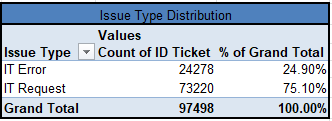 Issue Type Distribution
Values
Issue Type Count of ID Ticket % of Grand Total
IT Error 24278 24.90%
IT Request 73220 75.10%
Grand Total 97498 100.00%